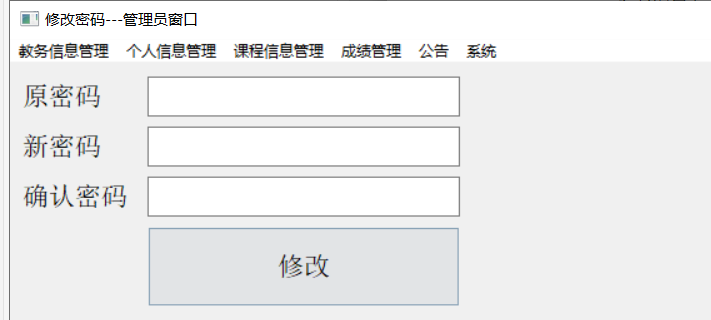 修改密码---管理员窗口
教务信息管理 个人信息管理 课程信息管理 成绩管理 公告 系统
原密码
新密码
确认密码
修改